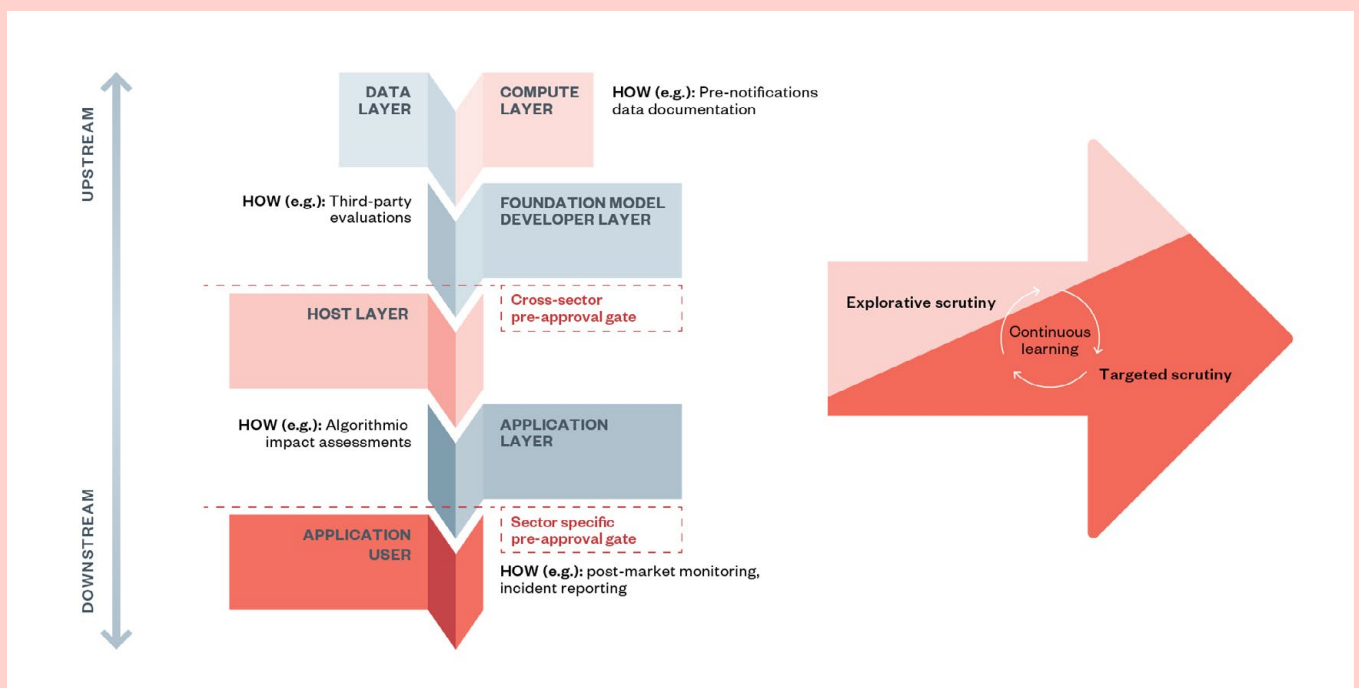 UPSTREAM
DOWNSTREAM
DATA
LAYER
COMPUTE
LAYER
HOW (e.g.): Pre-notifications
data documentation
HOW (e.g.): Third-party
evaluations
FOUNDATION MODEL
DEVELOPER LAYER
Cross-sector
pre-approval gate
HOST LAYER
HOW (e.g.): Algorithmic
impact assessments
APPLICATION
LAYER
Sector specific
pre-approval gate
APPLICATION
USER
HOW (e.g.): post-market monitoring,
incident reporting
Explorative scrutiny
Continuous
learning
Targeted scrutiny